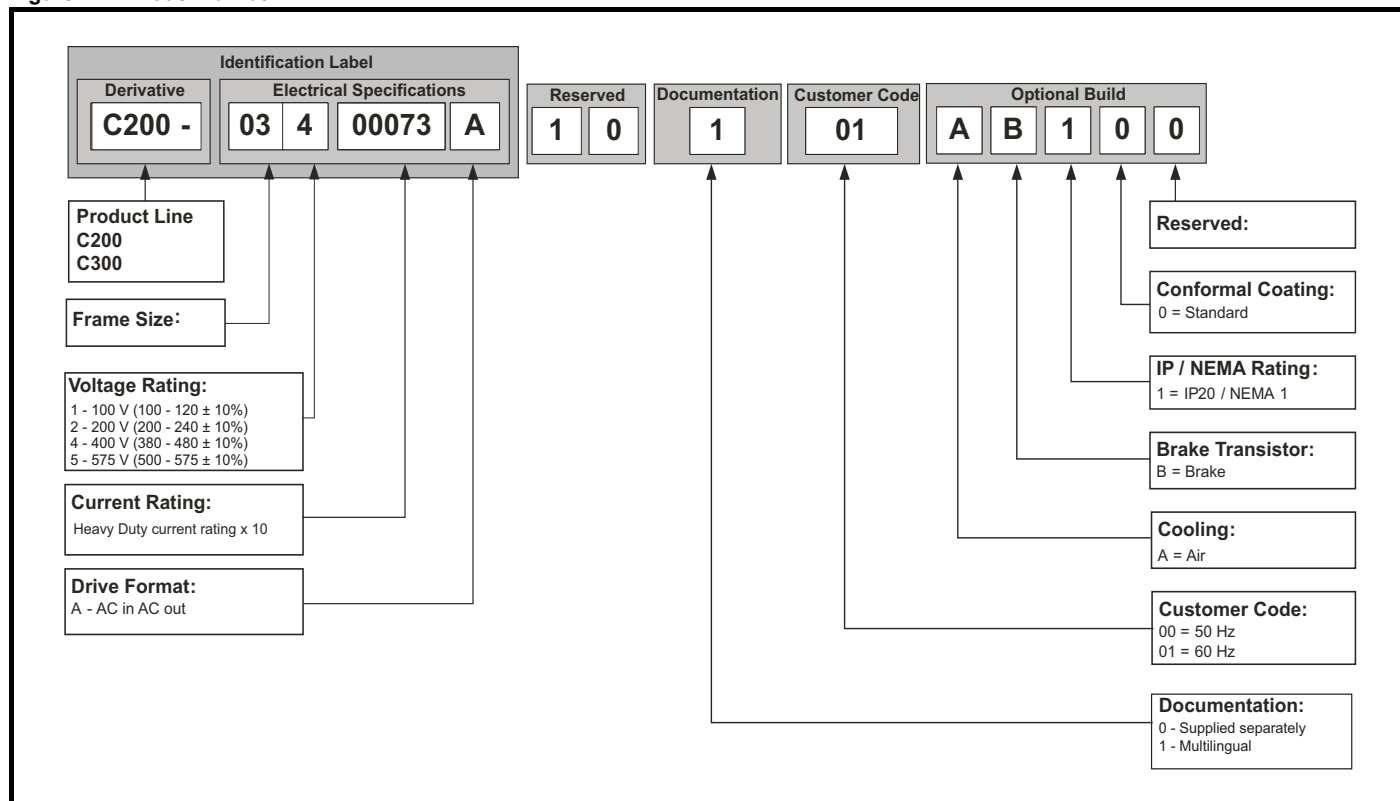 Identification Label
Derivative
Electrical Specifications
Reserved
Documentation
Customer Code
Optional Build
C200 -
03
4
00073
A
1
0
1
01
A
B
1
0
0
Product Line
C200
C300
Frame Size:
Voltage Rating:
1 - 100 V (100 - 120 ± 10%)
2 - 200 V (200 - 240 ± 10%)
4 - 400 V (380 - 480 ± 10%)
5 - 575 V (500 - 575 ± 10%)
Current Rating:
Heavy Duty current rating x 10
Drive Format:
A - AC in AC out
Reserved:
Conformal Coating:
0 = Standard
IP / NEMA Rating:
1 = IP20 / NEMA 1
Brake Transistor:
B = Brake
Cooling:
A = Air
Customer Code:
00 = 50 Hz
01 = 60 Hz
Documentation:
0 - Supplied separately
1 - Multilingual